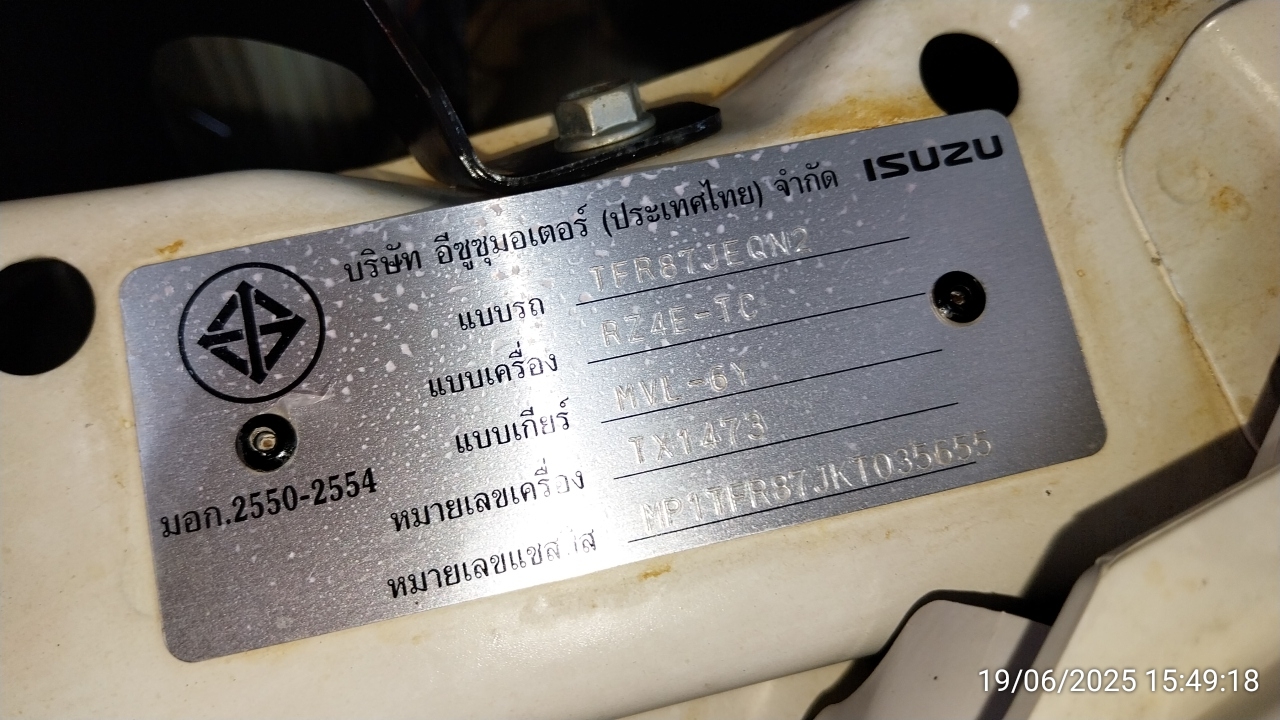 ISUZU
บริษัท อีซูซุมอเตอร์ (ประเทศไทย) จำกัด
แบบรถ TFR87JEQN2
แบบเครื่อง RZ4E-TC
แบบเกียร์ MVL-6Y
หมายเลขเครื่อง TX1473
หมายเลขแชสซีส MP1TFR87JKT035655
มอก.2550-2554
19/06/2025 15:49:18